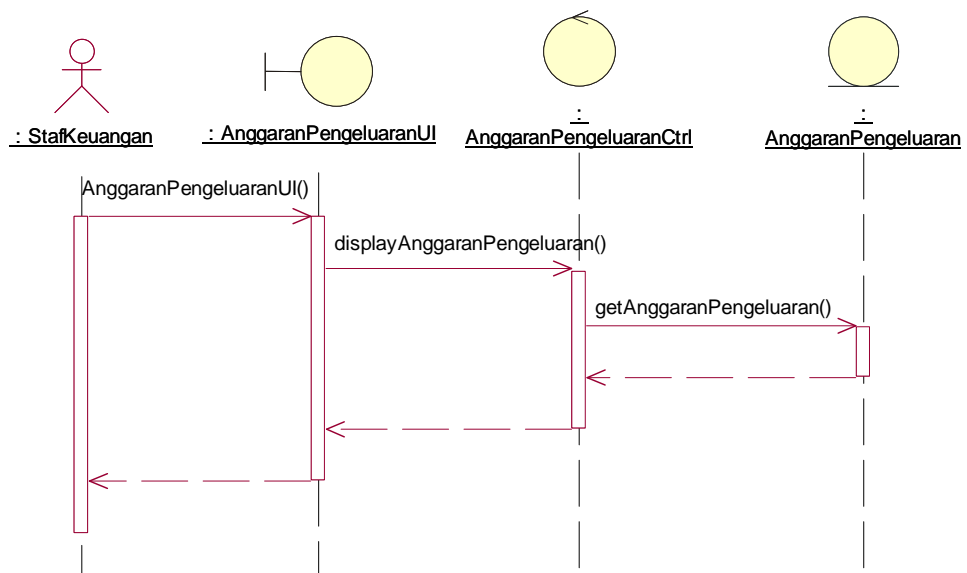 : StafKeuangan
: AnggaranPengeluaranUI
:
AnggaranPengeluaranCtrl
:
AnggaranPengeluaran
AnggaranPengeluaranUI()
displayAnggaranPengeluaran()
getAnggaranPengeluaran()